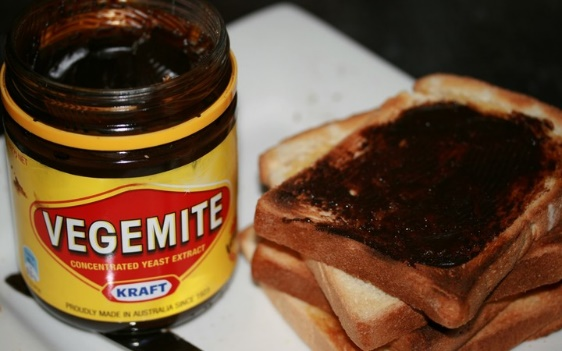 VEGEMITE
CONCENTRATED YEAST EXTRACT
KRAFT
PROUDLY MADE IN AUSTRALIA SINCE 1923